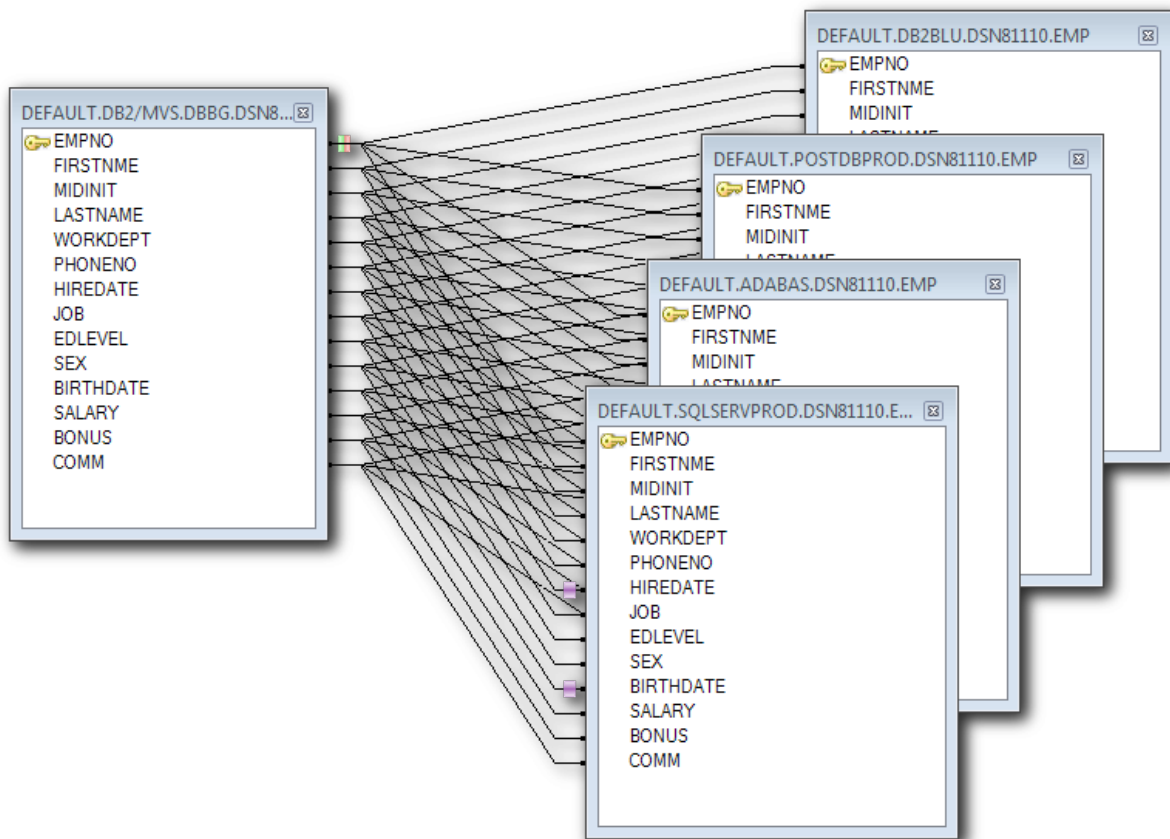 DEFAULT.DB2/MVS.DBBG.DSN8...
EMPNO
FIRSTNME
MIDINIT
LASTNAME
WORKDEPT
PHONENO
HIREDATE
JOB
EDLEVEL
SEX
BIRTHDATE
SALARY
BONUS
COMM
DEFAULT.DB2BLU.DSN81110.EMP
EMPNO
FIRSTNME
MIDINIT
LASTNAME
DEFAULT.POSTDBPROD.DSN81110.EMP
EMPNO
FIRSTNME
MIDINIT
LASTNAME
DEFAULT.ADABAS.DSN81110.EMP
EMPNO
FIRSTNME
MIDINIT
LASTNAME
DEFAULT.SQLSERVPROD.DSN81110.E...
EMPNO
FIRSTNME
MIDINIT
LASTNAME
WORKDEPT
PHONENO
HIREDATE
JOB
EDLEVEL
SEX
BIRTHDATE
SALARY
BONUS
COMM